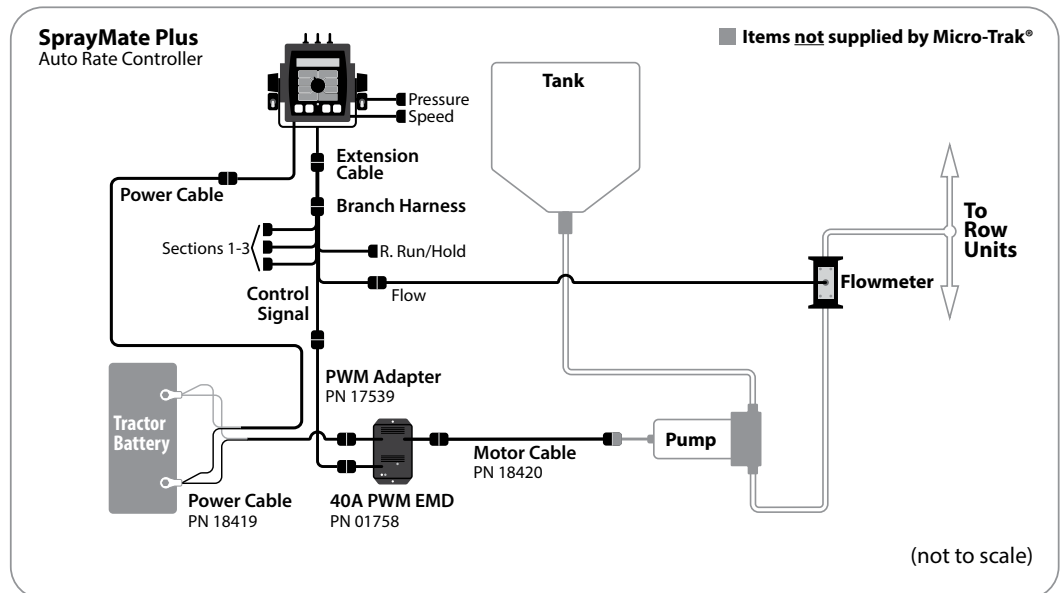 SprayMate Plus
Auto Rate Controller
Items not supplied by Micro-Trak®
Pressure
Speed
Tank
Extension
Cable
Power Cable
Branch Harness
Sections 1-3
R. Run/Hold
To
Row
Units
Flowmeter
Flow
Control
Signal
PWM Adapter
PN 17539
Tractor
Battery
Pump
Motor Cable
PN 18420
Power Cable
PN 18419
40A PWM EMD
PN 01758
(not to scale)